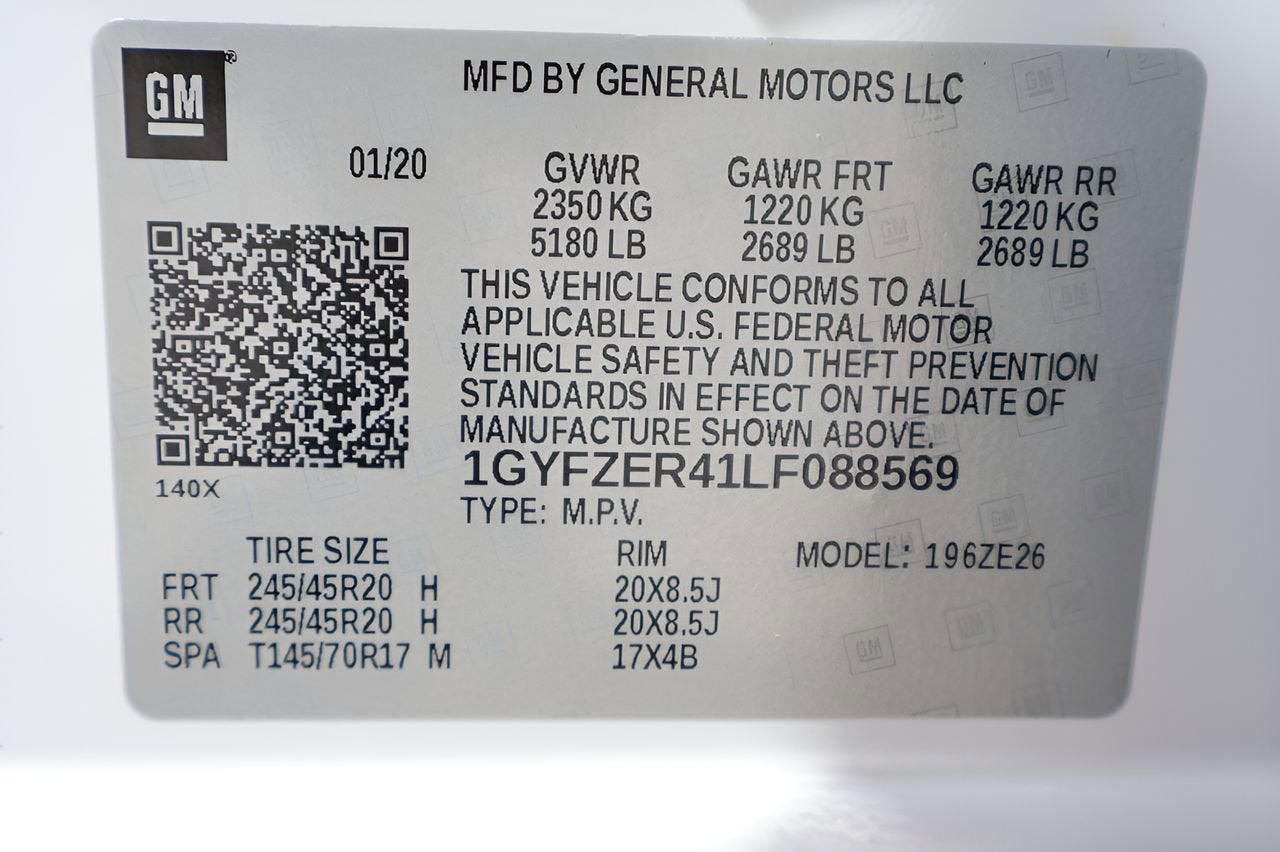 GM®
MFD BY GENERAL MOTORS LLC
01/20
GVWR GAWR FRT GAWR RR
2350 KG 1220 KG 1220 KG
5180 LB 2689 LB 2689 LB
THIS VEHICLE CONFORMS TO ALL
APPLICABLE U.S. FEDERAL MOTOR
VEHICLE SAFETY AND THEFT PREVENTION
STANDARDS IN EFFECT ON THE DATE OF
MANUFACTURE SHOWN ABOVE.
1GYFZER41LF088569
140X
TYPE: M.P.V.
TIRE SIZE RIM MODEL: 196ZE26
FRT 245/45R20 H 20X8.5J
RR 245/45R20 H 20X8.5J
SPA T145/70R17 M 17X4B